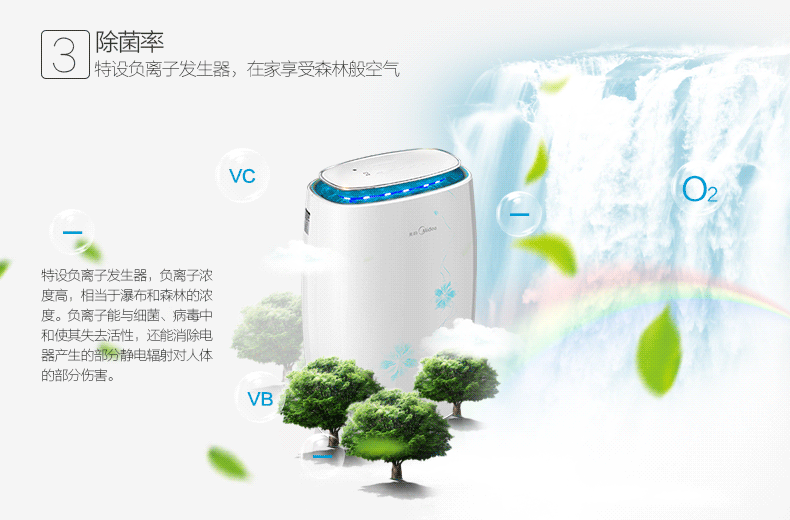 3
除菌率
特设负离子发生器，在家享受森林般空气
VC
O2
特设负离子发生器，负离子浓
度高，相当于瀑布和森林的浓
度。负离子能与细菌、病毒中
和使其失去活性，还能消除电
器产生的部分静电辐射对人体
的部分伤害。
美的 Midea
VB